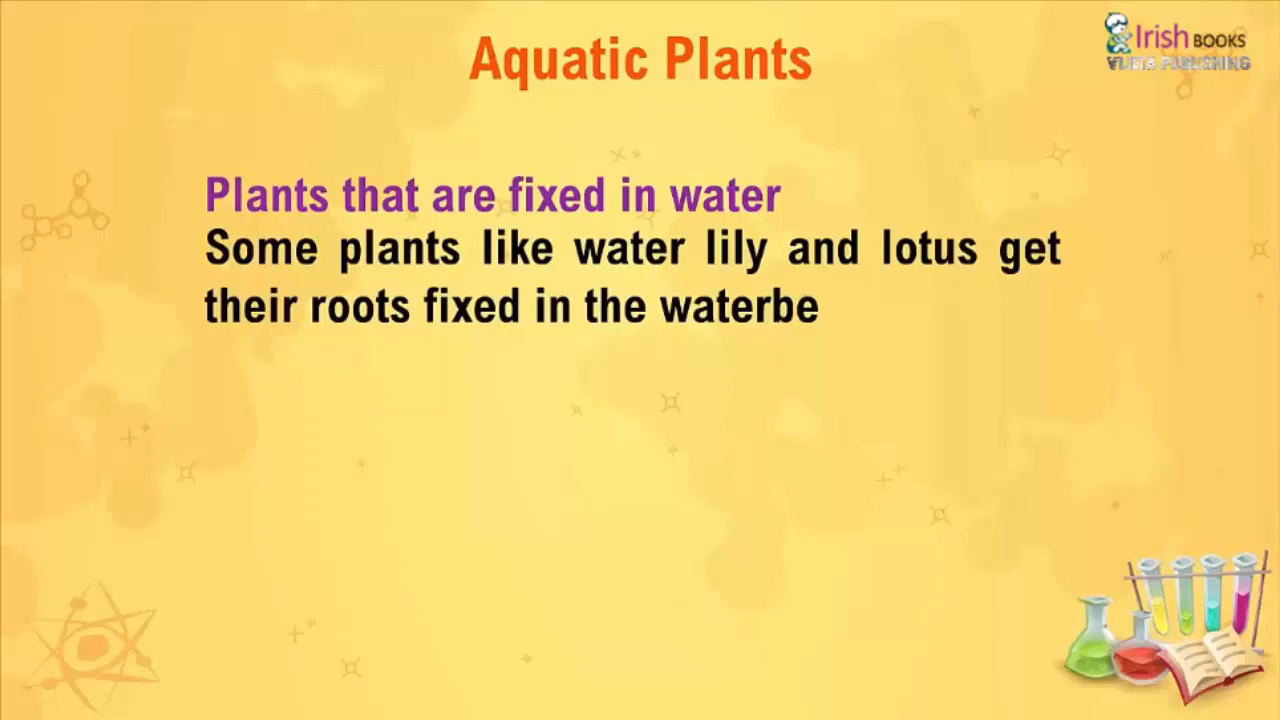 Aquatic Plants
Irish BOOKS
PUBLISHING
Plants that are fixed in water
Some plants like water lily and lotus get
their roots fixed in the waterbe